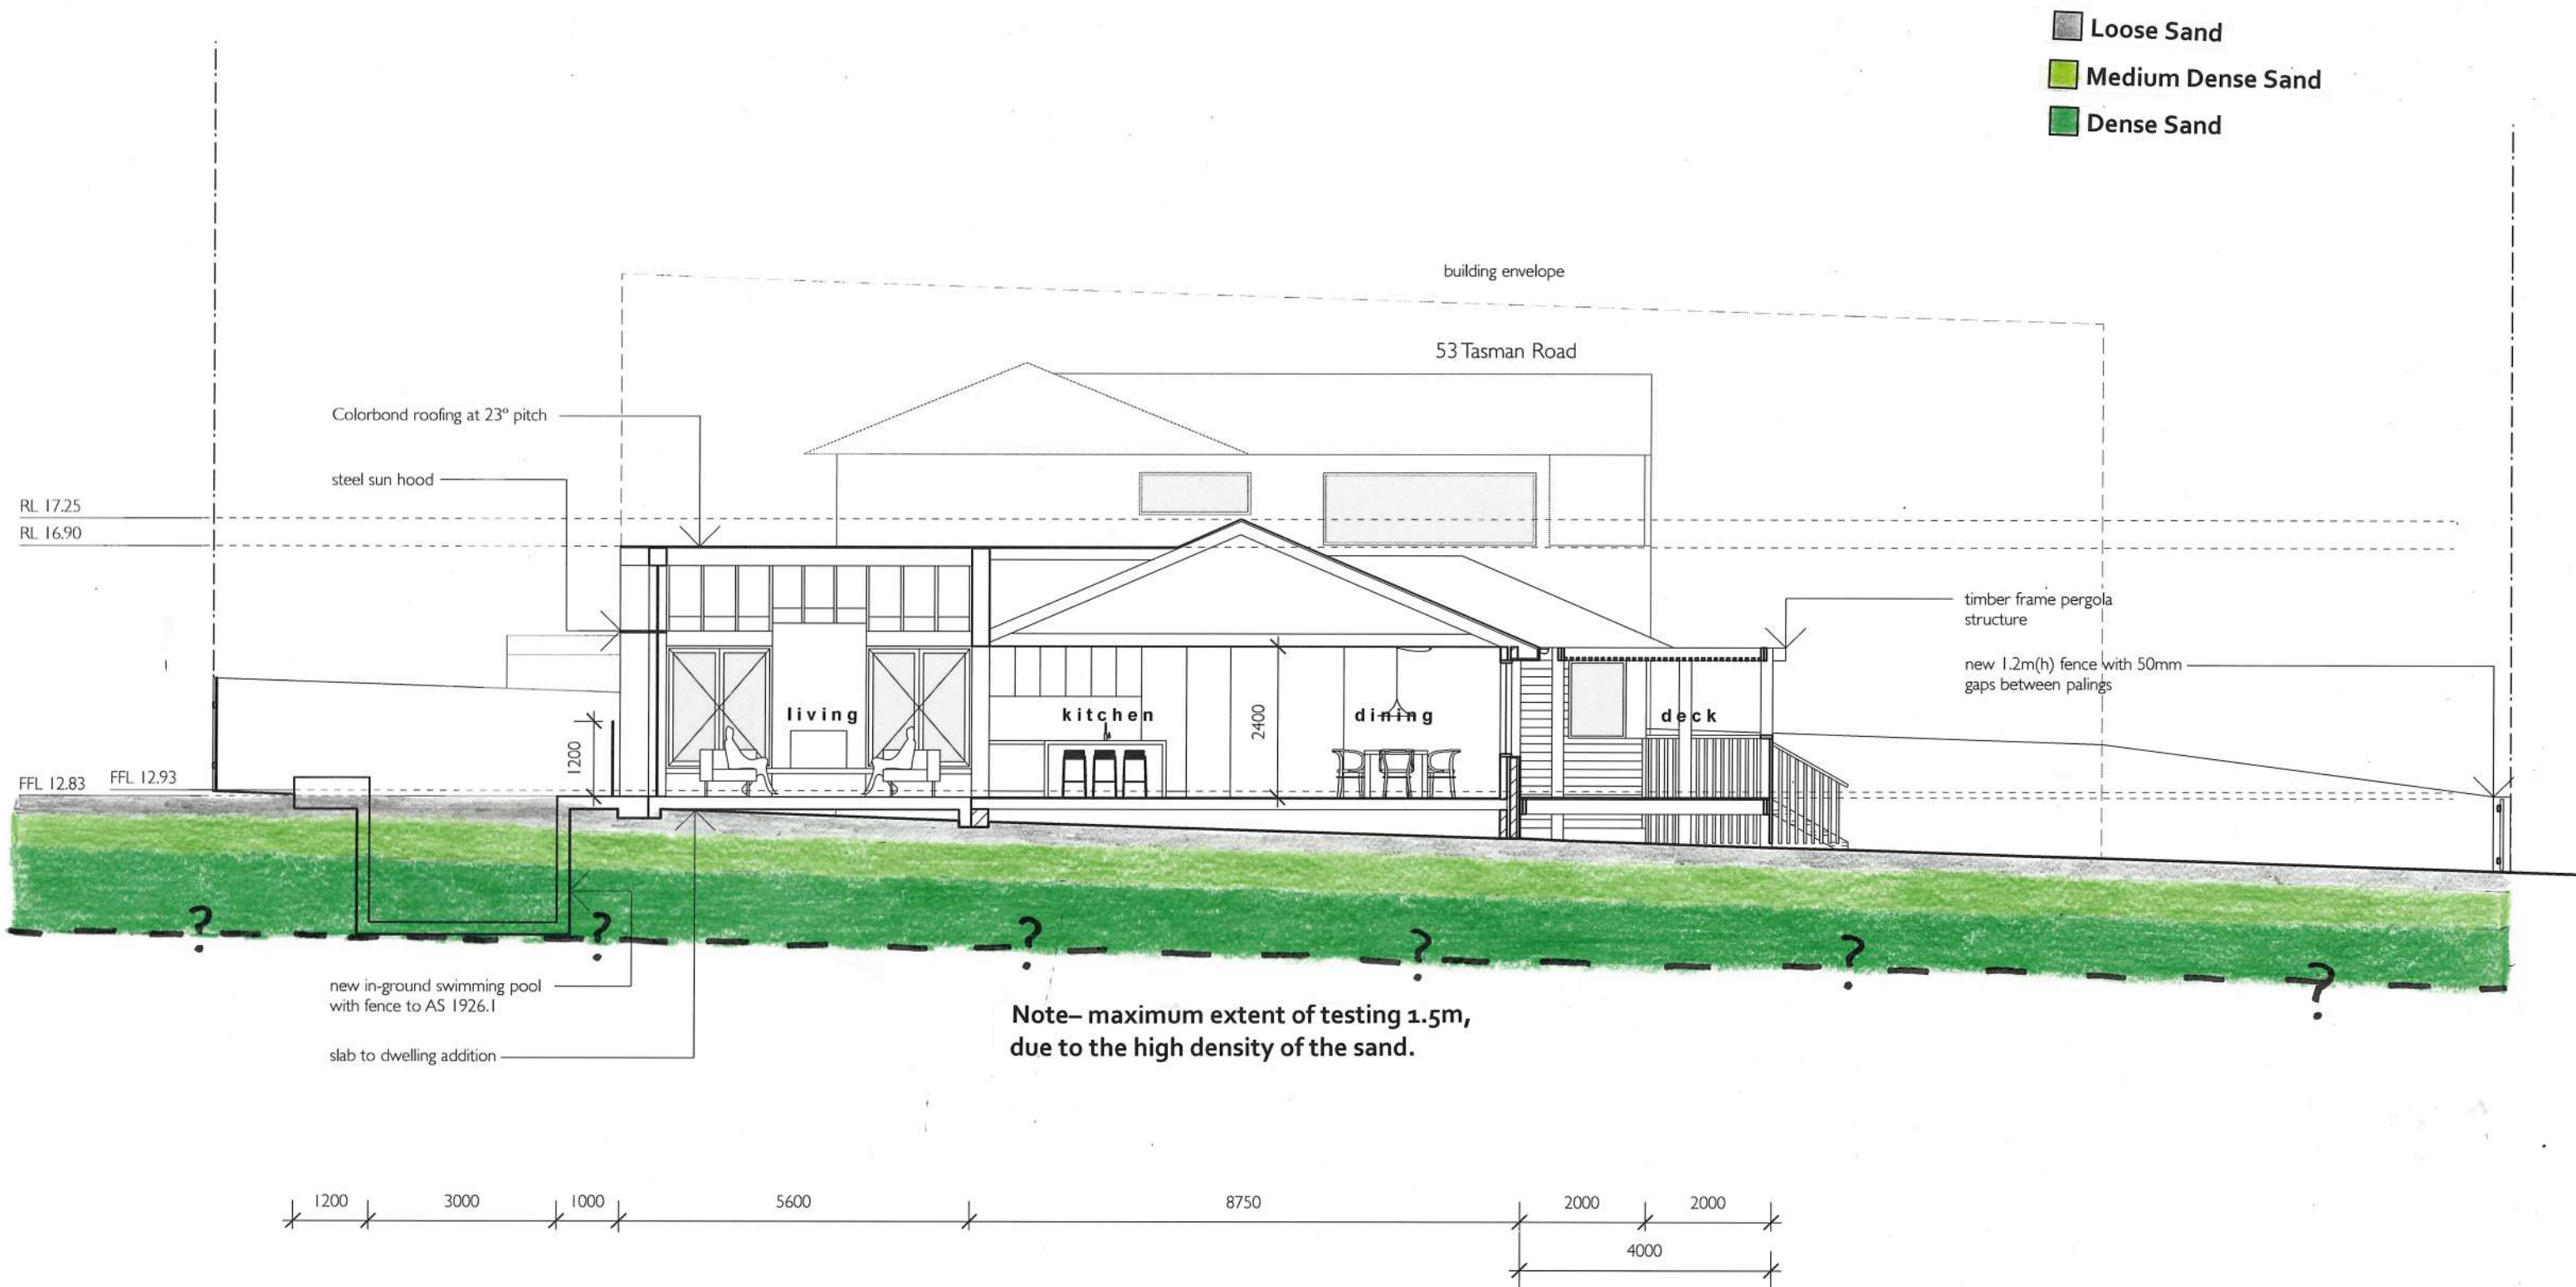 Loose Sand
Medium Dense Sand
Dense Sand
building envelope
53 Tasman Road
Colorbond roofing at 23º pitch
steel sun hood
RL 17.25
RL 16.90
timber frame pergola
structure
new 1.2m(h) fence with 50mm
gaps between palings
living
kitchen
dining
deck
1200
2400
FFL 12.83
FFL 12.93
?
?
?
?
?
?
new in-ground swimming pool
with fence to AS 1926.1
slab to dwelling addition
Note– maximum extent of testing 1.5m,
due to the high density of the sand.
1200
3000
1000
5600
8750
2000
2000
4000